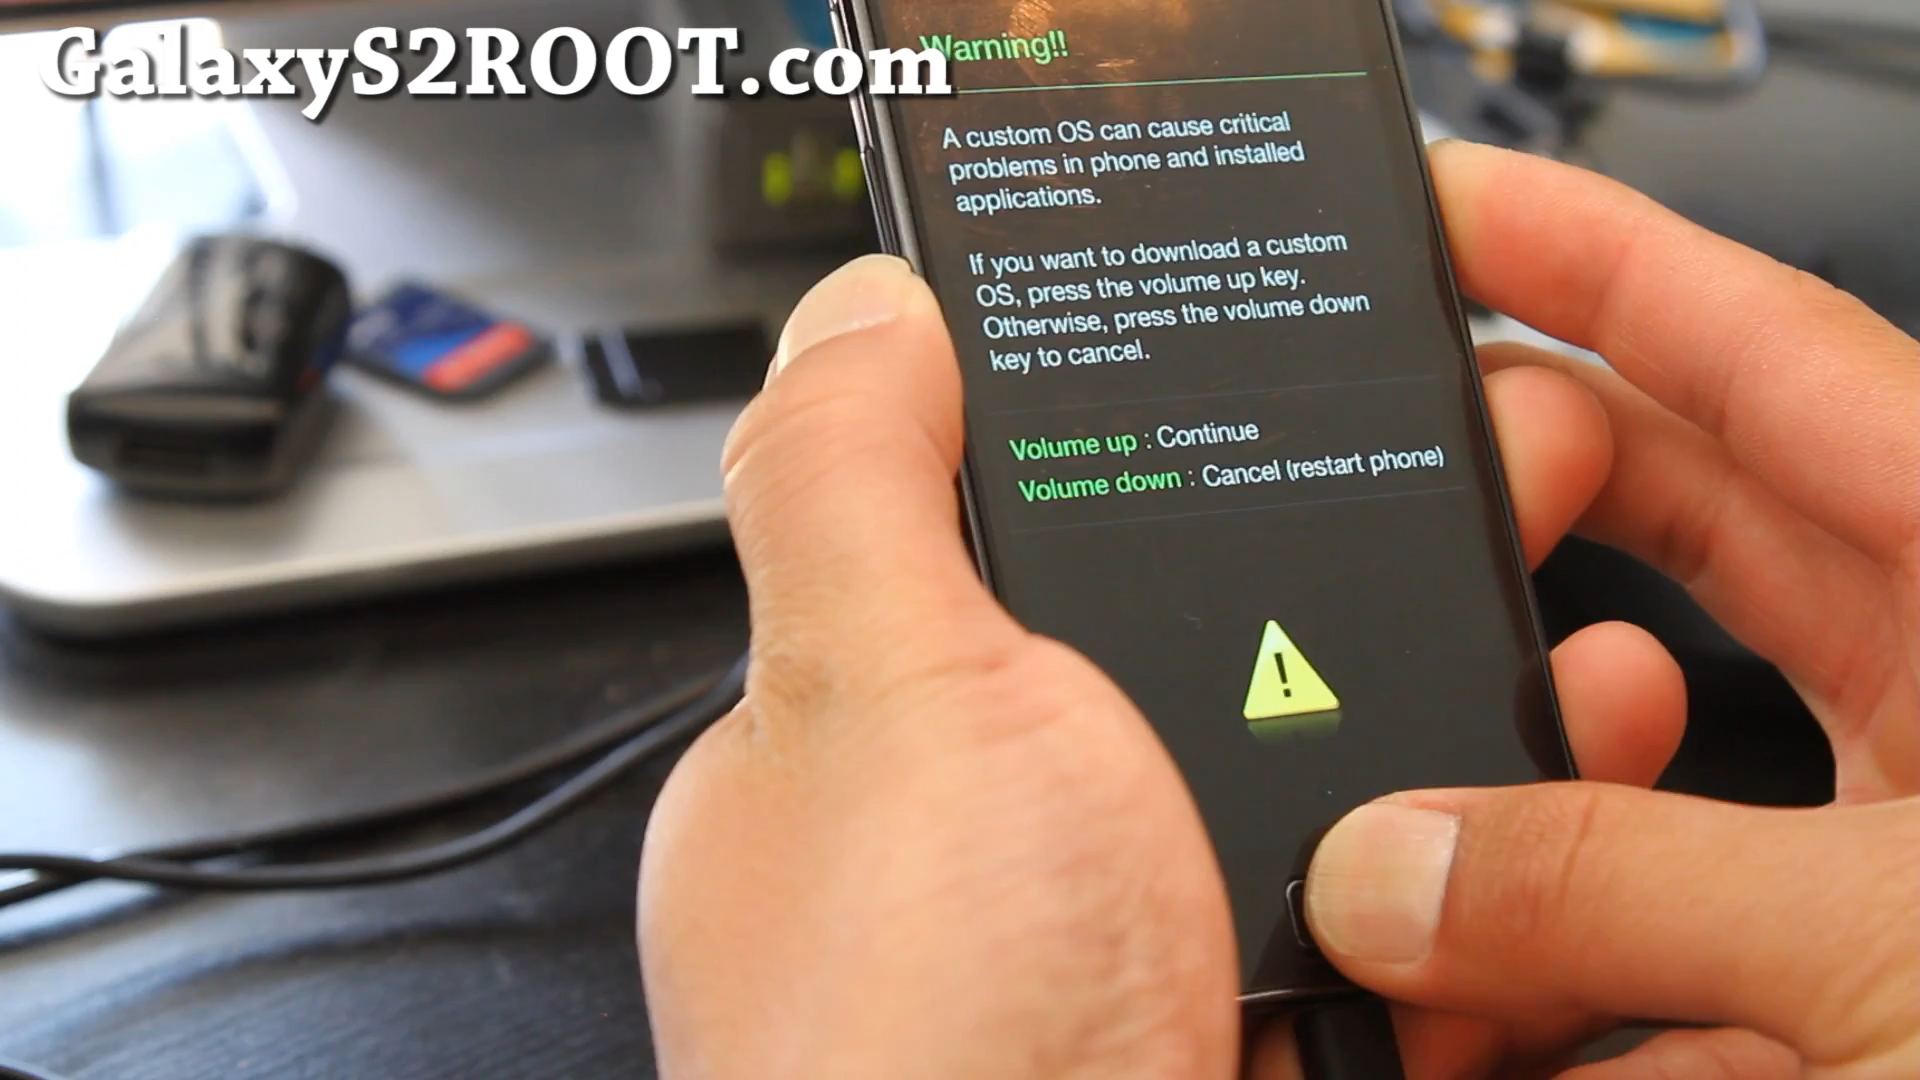 GalaxyS2ROOT.com
Warning!!
A custom OS can cause critical
problems in phone and installed
applications.
If you want to download a custom
OS, press the volume up key.
Otherwise, press the volume down
key to cancel.
Volume up : Continue
Volume down : Cancel (restart phone)
!